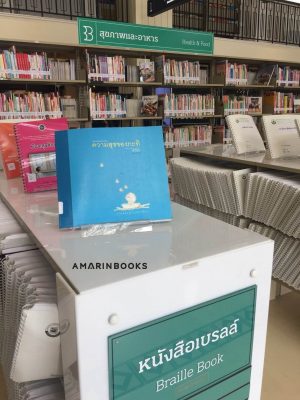 สุขภาพและอาหาร
Health & Food
ความสุขของกะทิ
AMARINBOOKS
หนังสือเบรลล์
Braille Book